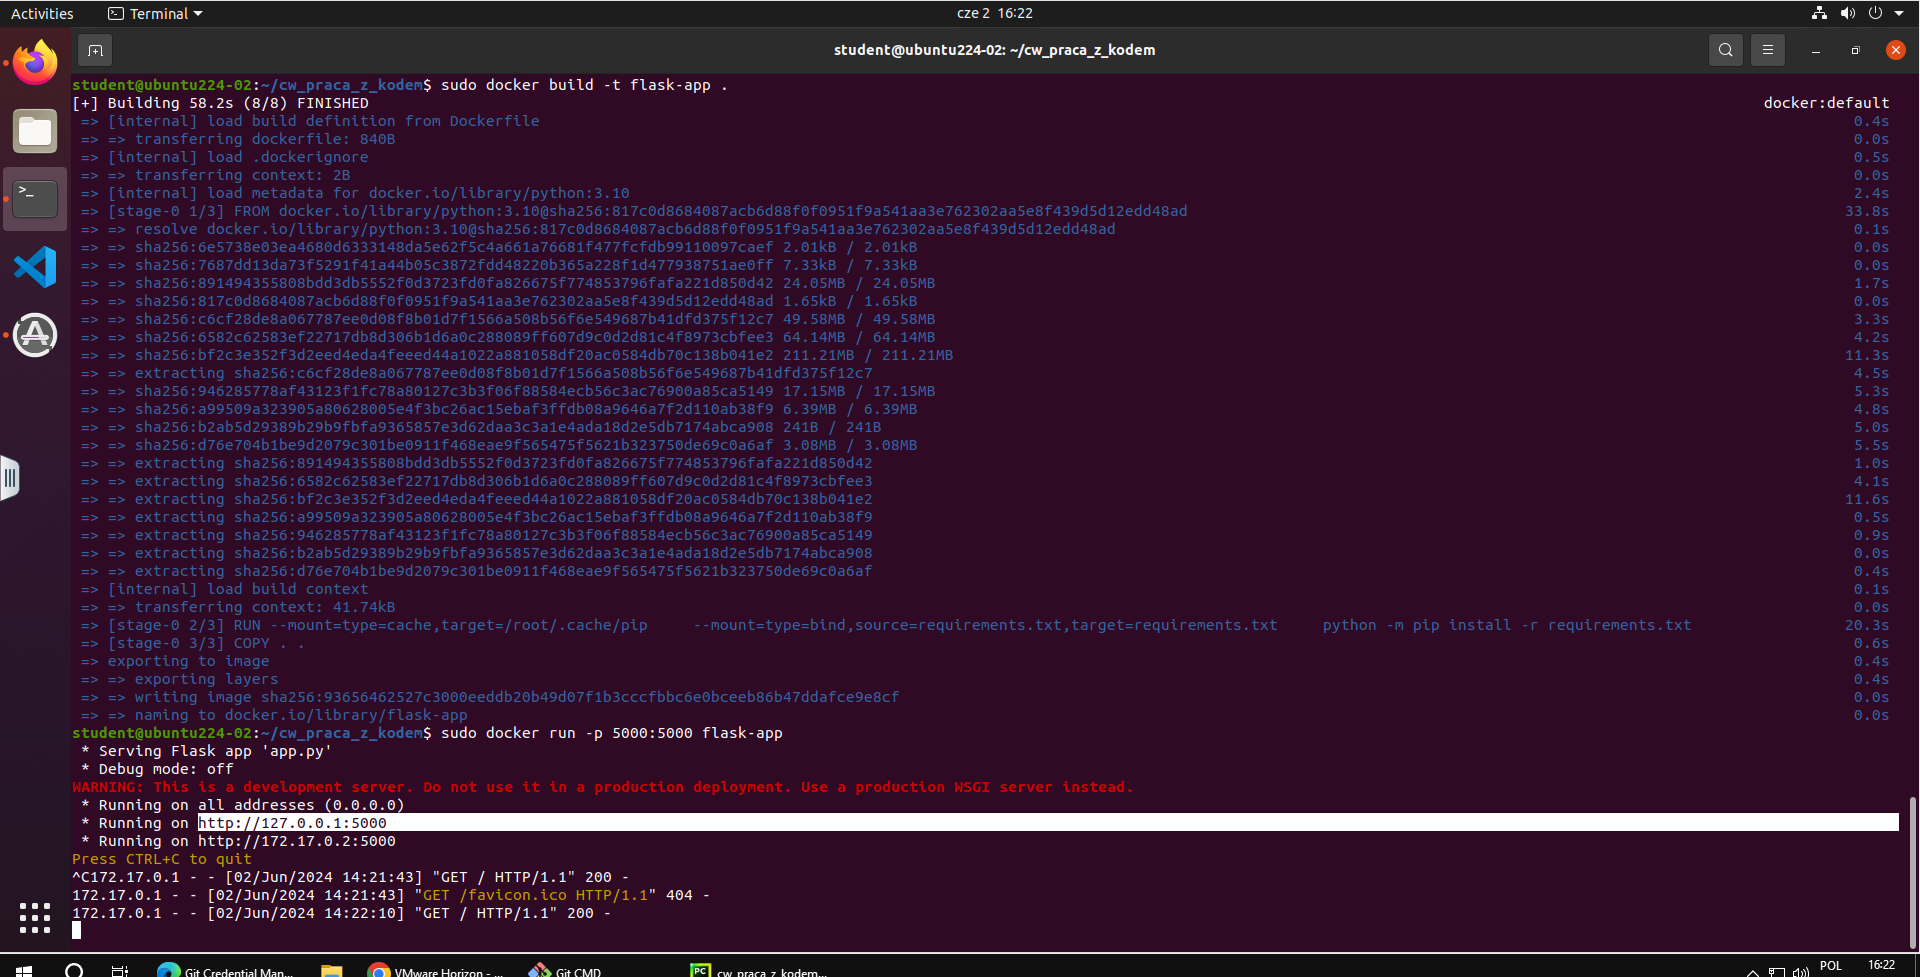 Activities
Terminal
cze 2 16:22
student@ubuntu224-02: ~/cw_praca_z_kodem
student@ubuntu224-02:~/cw_praca_z_kodem$ sudo docker build -t flask-app .
[+] Building 58.2s (8/8) FINISHED docker:default
=> [internal] load build definition from Dockerfile 0.4s
=> => transferring dockerfile: 840B 0.0s
=> [internal] load .dockerignore 0.5s
=> => transferring context: 2B 0.0s
=> [internal] load metadata for docker.io/library/python:3.10 2.4s
=> [stage-0 1/3] FROM docker.io/library/python:3.10@sha256:817c0d8684087acb6d88f0f0951f9a541aa3e762302aa5e8f439d5d12edd48ad 33.8s
=> => resolve docker.io/library/python:3.10@sha256:817c0d8684087acb6d88f0f0951f9a541aa3e762302aa5e8f439d5d12edd48ad 0.1s
=> => sha256:6e5738e03ea4680d6333148da5e62f5c4a661a76681f477fcfdb99110097caef 2.01kB / 2.01kB 0.0s
=> => sha256:7687dd13da73f5291f41a44b05c3872fdd48220b365a228f1d477938751ae0ff 7.33kB / 7.33kB 0.0s
=> => sha256:891494355808bdd3db5552f0d3723fd0fa826675f774853796fafa221d850d42 24.05MB / 24.05MB 1.7s
=> => sha256:817c0d8684087acb6d88f0f0951f9a541aa3e762302aa5e8f439d5d12edd48ad 1.65kB / 1.65kB 0.0s
=> => sha256:c6cf28de8a067787ee0d08f8b01d7f1566a508b56f6e549687b41dfd375f12c7 49.58MB / 49.58MB 3.3s
=> => sha256:6582c62583ef22717db8d306b1d6a0c288089ff607d9c0d2d81c4f8973cbfee3 64.14MB / 64.14MB 4.2s
=> => sha256:bf2c3e352f3d2eed4eda4feeed44a1022a881058df20ac0584db70c138b041e2 211.21MB / 211.21MB 11.3s
=> => extracting sha256:c6cf28de8a067787ee0d08f8b01d7f1566a508b56f6e549687b41dfd375f12c7 4.5s
=> => sha256:946285778af43123f1fc78a80127c3b3f06f88584ecb56c3ac76900a85ca5149 17.15MB / 17.15MB 5.3s
=> => sha256:a99509a323905a80628005e4f3bc26ac15ebaf3ffdb08a9646a7f2d110ab38f9 6.39MB / 6.39MB 4.8s
=> => sha256:b2ab5d29389b29b9fbfa9365857e3d62daa3c3a1e4ada18d2e5db7174abca908 241B / 241B 5.0s
=> => sha256:d76e704b1be9d2079c301be0911f468eae9f565475f5621b323750de69c0a6af 3.08MB / 3.08MB 5.5s
=> => extracting sha256:891494355808bdd3db5552f0d3723fd0fa826675f774853796fafa221d850d42 1.0s
=> => extracting sha256:6582c62583ef22717db8d306b1d6a0c288089ff607d9c0d2d81c4f8973cbfee3 4.1s
=> => extracting sha256:bf2c3e352f3d2eed4eda4feeed44a1022a881058df20ac0584db70c138b041e2 11.6s
=> => extracting sha256:a99509a323905a80628005e4f3bc26ac15ebaf3ffdb08a9646a7f2d110ab38f9 0.5s
=> => extracting sha256:946285778af43123f1fc78a80127c3b3f06f88584ecb56c3ac76900a85ca5149 0.9s
=> => extracting sha256:b2ab5d29389b29b9fbfa9365857e3d62daa3c3a1e4ada18d2e5db7174abca908 0.0s
=> => extracting sha256:d76e704b1be9d2079c301be0911f468eae9f565475f5621b323750de69c0a6af 0.4s
=> [internal] load build context 0.1s
=> => transferring context: 41.74kB 0.0s
=> [stage-0 2/3] RUN --mount=type=cache,target=/root/.cache/pip --mount=type=bind,source=requirements.txt,target=requirements.txt python -m pip install -r requirements.txt 20.3s
=> [stage-0 3/3] COPY . . 0.6s
=> exporting to image 0.4s
=> => exporting layers 0.4s
=> => writing image sha256:93656462527c3000eeddb20b49d07f1b3cccfbbc6e0bceeb86b47ddafce9e8cf 0.0s
=> => naming to docker.io/library/flask-app 0.0s
student@ubuntu224-02:~/cw_praca_z_kodem$ sudo docker run -p 5000:5000 flask-app
* Serving Flask app 'app.py'
* Debug mode: off
WARNING: This is a development server. Do not use it in a production deployment. Use a production WSGI server instead.
* Running on all addresses (0.0.0.0)
* Running on http://127.0.0.1:5000
* Running on http://172.17.0.2:5000
Press CTRL+C to quit
^C172.17.0.1 - - [02/Jun/2024 14:21:43] "GET / HTTP/1.1" 200 -
172.17.0.1 - - [02/Jun/2024 14:21:43] "GET /favicon.ico HTTP/1.1" 404 -
172.17.0.1 - - [02/Jun/2024 14:22:10] "GET / HTTP/1.1" 200 -
Git Credential Man...
VMware Horizon - ...
Git CMD
PC
cw_praca_z_kodem...
POL
16:22